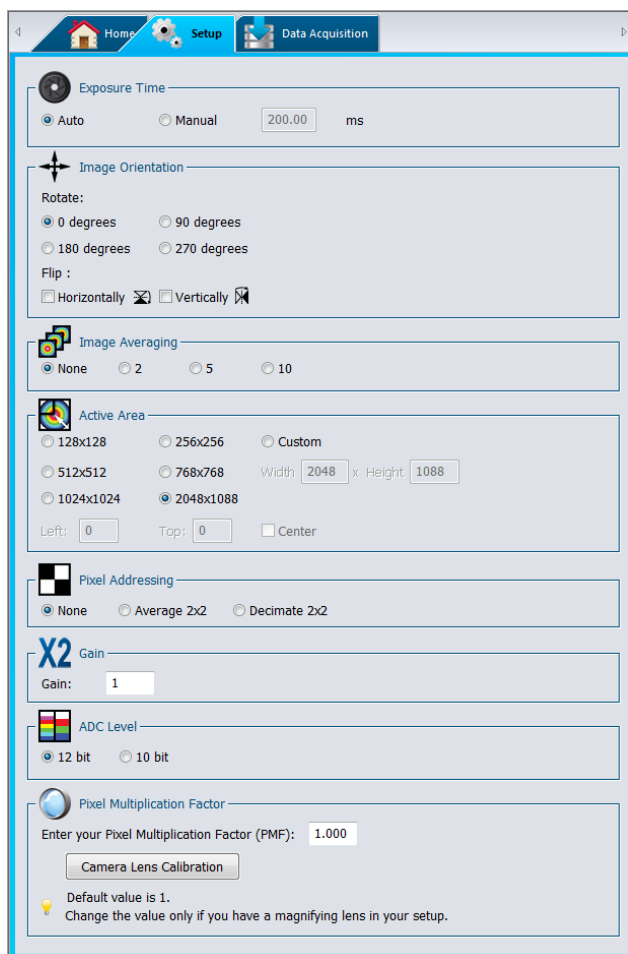 Home Setup Data Acquisition
Exposure Time
Auto Manual 200.00 ms
Image Orientation
Rotate:
0 degrees 90 degrees
180 degrees 270 degrees
Flip :
Horizontally Vertically
Image Averaging
None 2 5 10
Active Area
128x128 256x256 Custom
512x512 768x768 Width 2048 x Height 1088
1024x1024 2048x1088
Left: 0 Top: 0 Center
Pixel Addressing
None Average 2x2 Decimate 2x2
X2 Gain
Gain: 1
ADC Level
12 bit 10 bit
Pixel Multiplication Factor
Enter your Pixel Multiplication Factor (PMF): 1.000
Camera Lens Calibration
Default value is 1.
Change the value only if you have a magnifying lens in your setup.